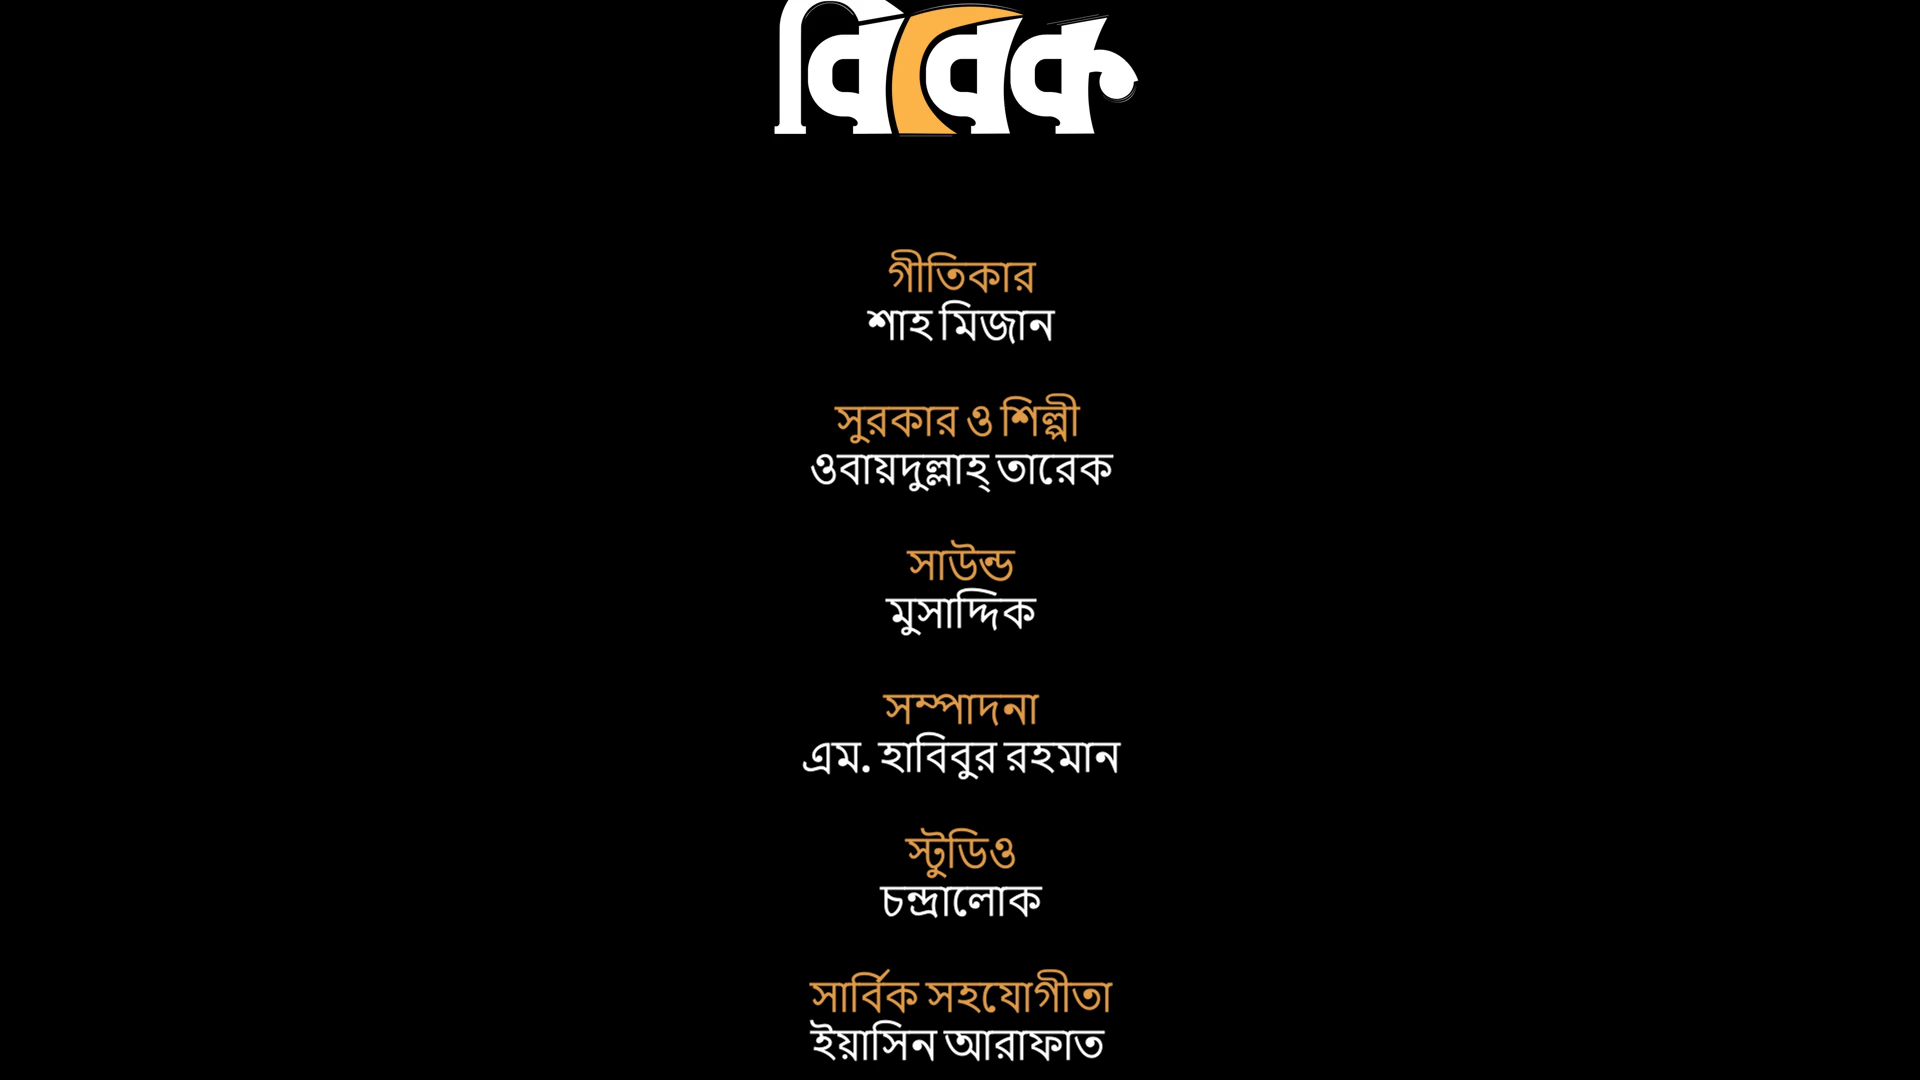 বিবেক
গীতিকার
শাহ মিজান
সুরকার ও শিল্পী
ওবায়দুল্লাহ্ তারেক
সাউন্ড
মুসাদ্দিক
সম্পাদনা
এম. হাবিবুর রহমান
স্টুডিও
চন্দ্রালোক
সার্বিক সহযোগীতা
ইয়াসিন আরাফাত